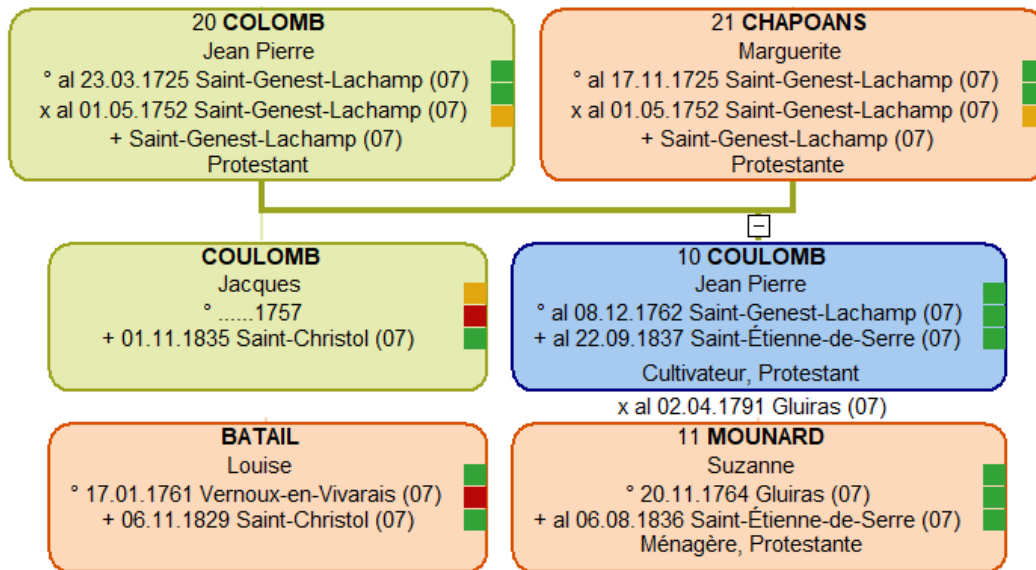 20 COLOMB
Jean Pierre
° al 23.03.1725 Saint-Genest-Lachamp (07)
x al 01.05.1752 Saint-Genest-Lachamp (07)
+ Saint-Genest-Lachamp (07)
Protestant
21 CHAPOANS
Marguerite
° al 17.11.1725 Saint-Genest-Lachamp (07)
x al 01.05.1752 Saint-Genest-Lachamp (07)
+ Saint-Genest-Lachamp (07)
Protestante
COULOMB
Jacques
° ......1757
+ 01.11.1835 Saint-Christol (07)
10 COULOMB
Jean Pierre
° al 08.12.1762 Saint-Genest-Lachamp (07)
+ al 22.09.1837 Saint-Étienne-de-Serre (07)
Cultivateur, Protestant
x al 02.04.1791 Gluiras (07)
BATAIL
Louise
° 17.01.1761 Vernoux-en-Vivarais (07)
+ 06.11.1829 Saint-Christol (07)
11 MOUNARD
Suzanne
° 20.11.1764 Gluiras (07)
+ al 06.08.1836 Saint-Étienne-de-Serre (07)
Ménagère, Protestante